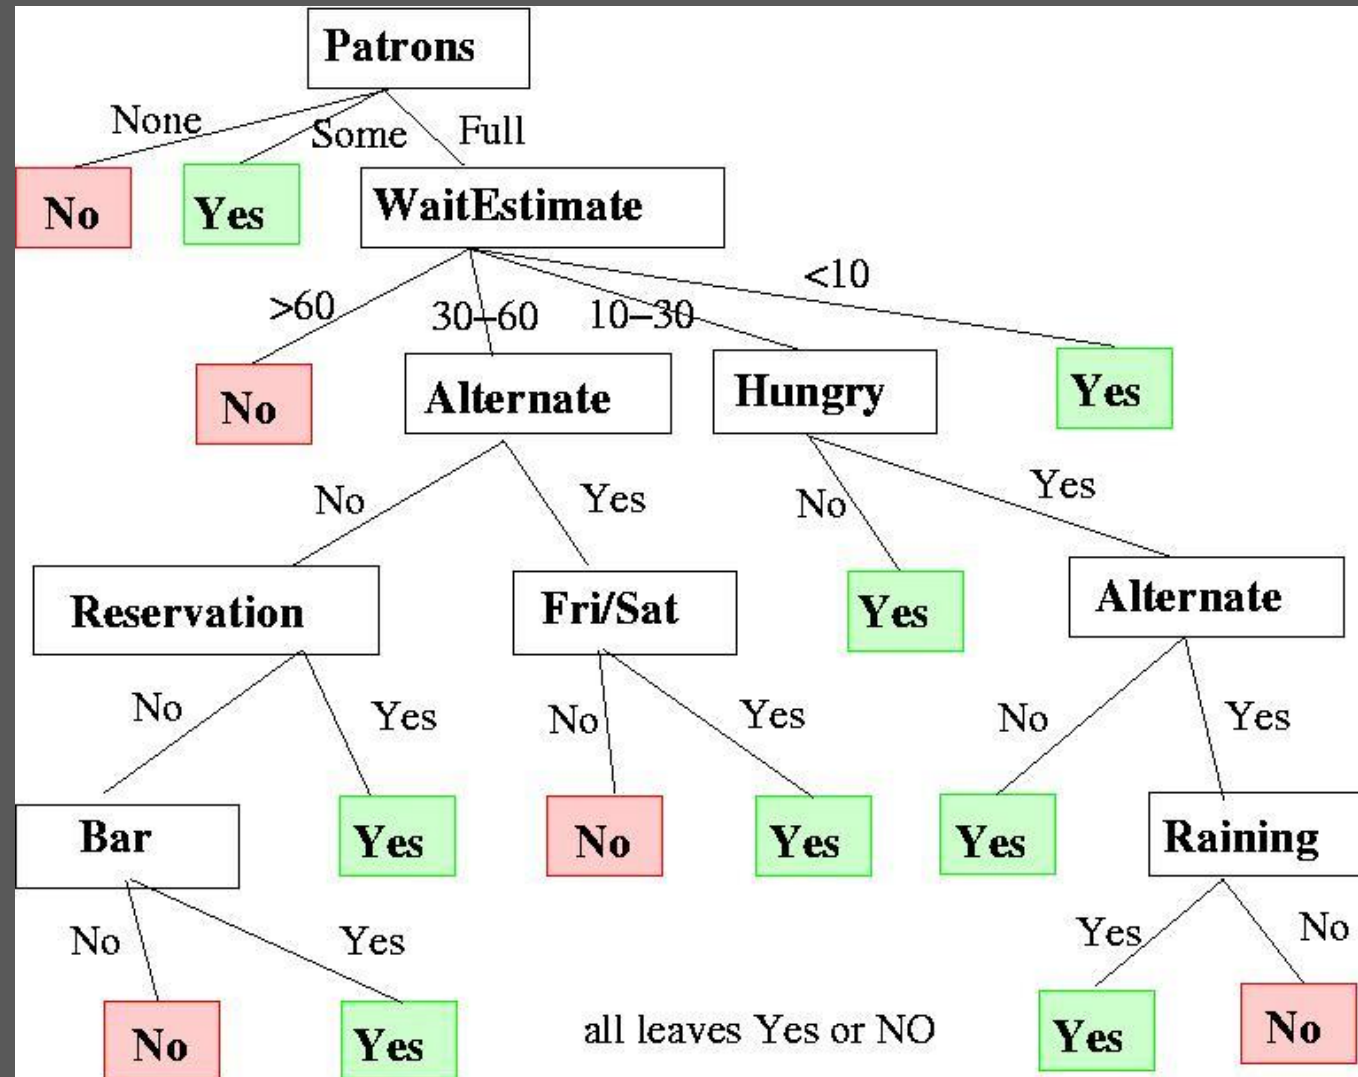 Patrons
None
Some
Full
No
Yes
WaitEstimate
>60
30–60
10–30
<10
No
Alternate
Hungry
Yes
No
Yes
No
Yes
Reservation
Fri/Sat
Yes
Alternate
No
Yes
No
Yes
No
Yes
Bar
Yes
No
Yes
Yes
Raining
No
Yes
Yes
No
No
Yes
all leaves Yes or NO
Yes
No